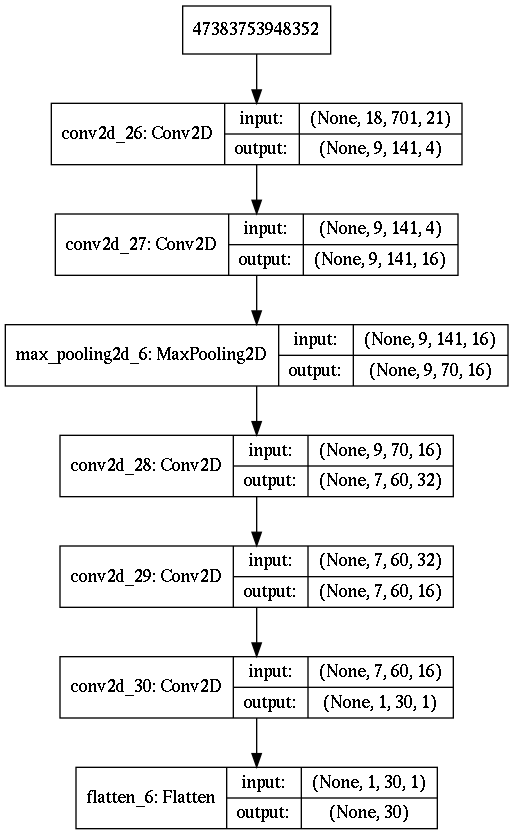 47383753948352
conv2d_26: Conv2D
input: (None, 18, 701, 21)
output: (None, 9, 141, 4)
conv2d_27: Conv2D
input: (None, 9, 141, 4)
output: (None, 9, 141, 16)
max_pooling2d_6: MaxPooling2D
input: (None, 9, 141, 16)
output: (None, 9, 70, 16)
conv2d_28: Conv2D
input: (None, 9, 70, 16)
output: (None, 7, 60, 32)
conv2d_29: Conv2D
input: (None, 7, 60, 32)
output: (None, 7, 60, 16)
conv2d_30: Conv2D
input: (None, 7, 60, 16)
output: (None, 1, 30, 1)
flatten_6: Flatten
input: (None, 1, 30, 1)
output: (None, 30)